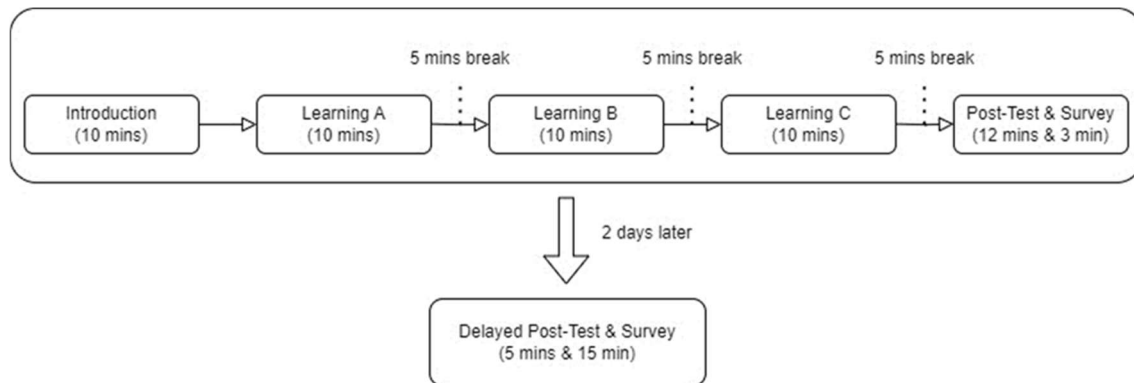 5 mins break
5 mins break
5 mins break
Introduction
(10 mins)
Learning A
(10 mins)
Learning B
(10 mins)
Learning C
(10 mins)
Post-Test & Survey
(12 mins & 3 min)
2 days later
Delayed Post-Test & Survey
(5 mins & 15 min)